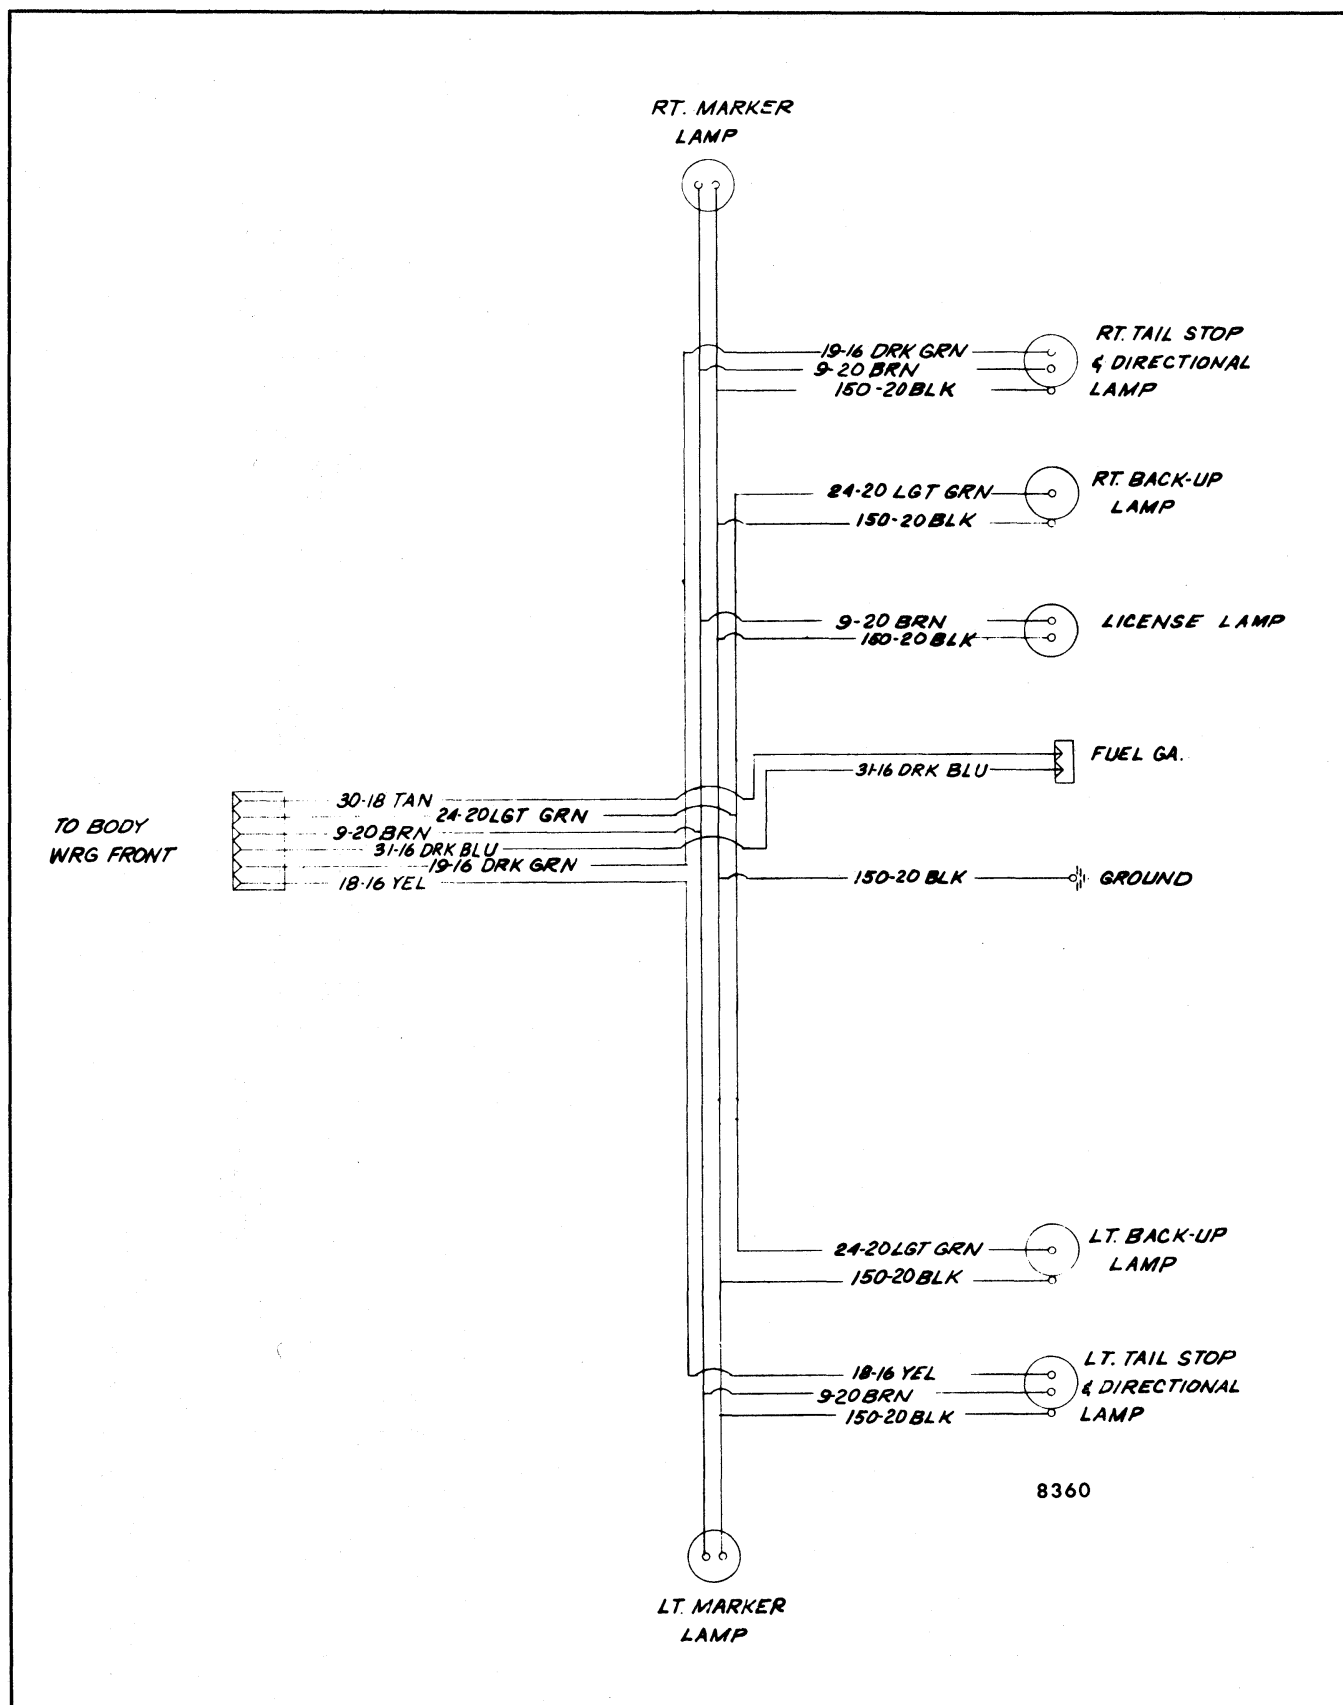 RT. MARKER
LAMP
19-16 DRK GRN
9-20 BRN
150-20 BLK
RT. TAIL STOP
& DIRECTIONAL
LAMP
24-20 LGT GRN
150-20 BLK
RT. BACK-UP
LAMP
9-20 BRN
150-20 BLK
LICENSE LAMP
31-16 DRK BLU
FUEL GA.
TO BODY
WRG FRONT
30-18 TAN
24-20 LGT GRN
9-20 BRN
31-16 DRK BLU
19-16 DRK GRN
18-16 YEL
150-20 BLK
GROUND
24-20 LGT GRN
150-20 BLK
LT. BACK-UP
LAMP
18-16 YEL
9-20 BRN
150-20 BLK
LT. TAIL STOP
& DIRECTIONAL
LAMP
8360
LT. MARKER
LAMP